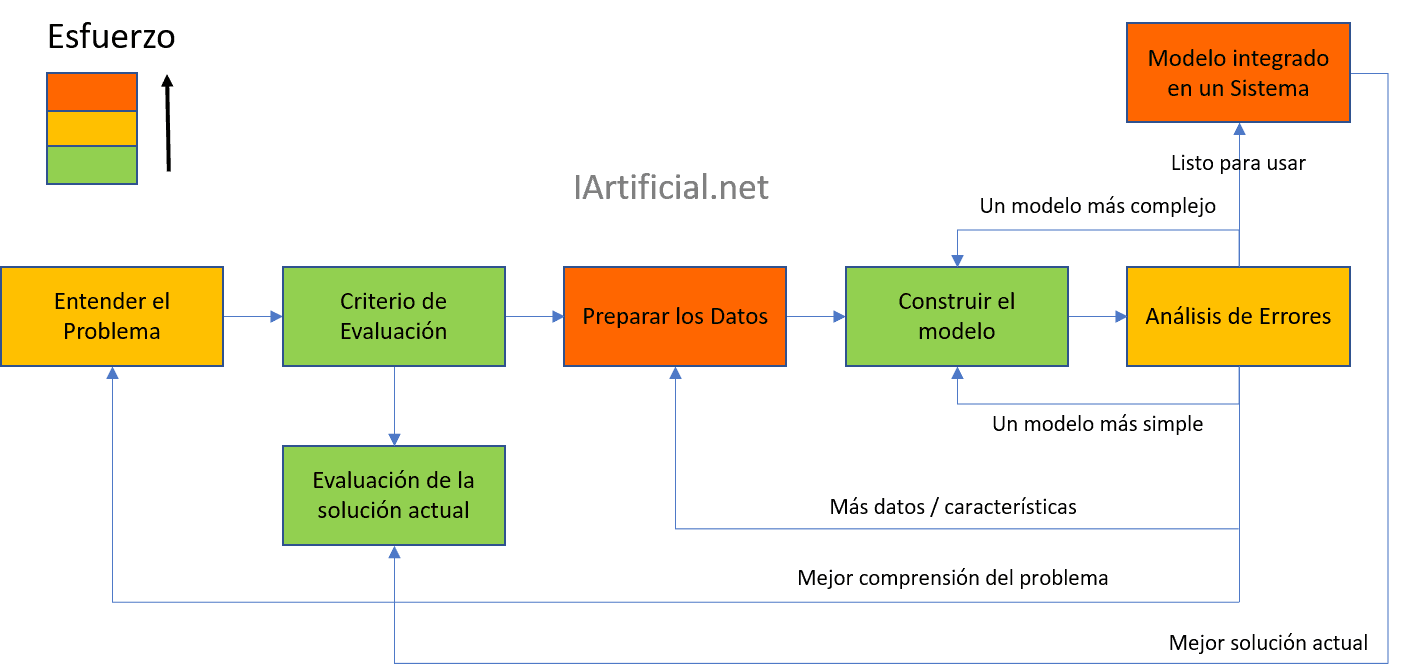 Esfuerzo
Modelo integrado
en un Sistema
Listo para usar
IArtificial.net
Un modelo más complejo
Entender el
Problema
Criterio de
Evaluación
Preparar los Datos
Construir el
modelo
Análisis de Errores
Un modelo más simple
Evaluación de la
solución actual
Más datos / características
Mejor comprensión del problema
Mejor solución actual